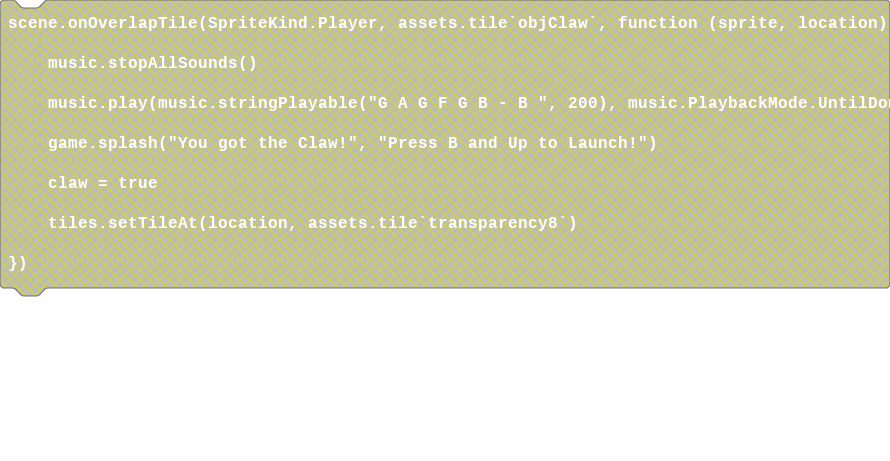 scene.onOverlapTile(SpriteKind.Player, assets.tile`objClaw`, function (sprite, location)
music.stopAllSounds()
music.play(music.stringPlayable("G A G F G B - B ", 200), music.PlaybackMode.UntilDon
game.splash("You got the Claw!", "Press B and Up to Launch!")
claw = true
tiles.setTileAt(location, assets.tile`transparency8`)
})